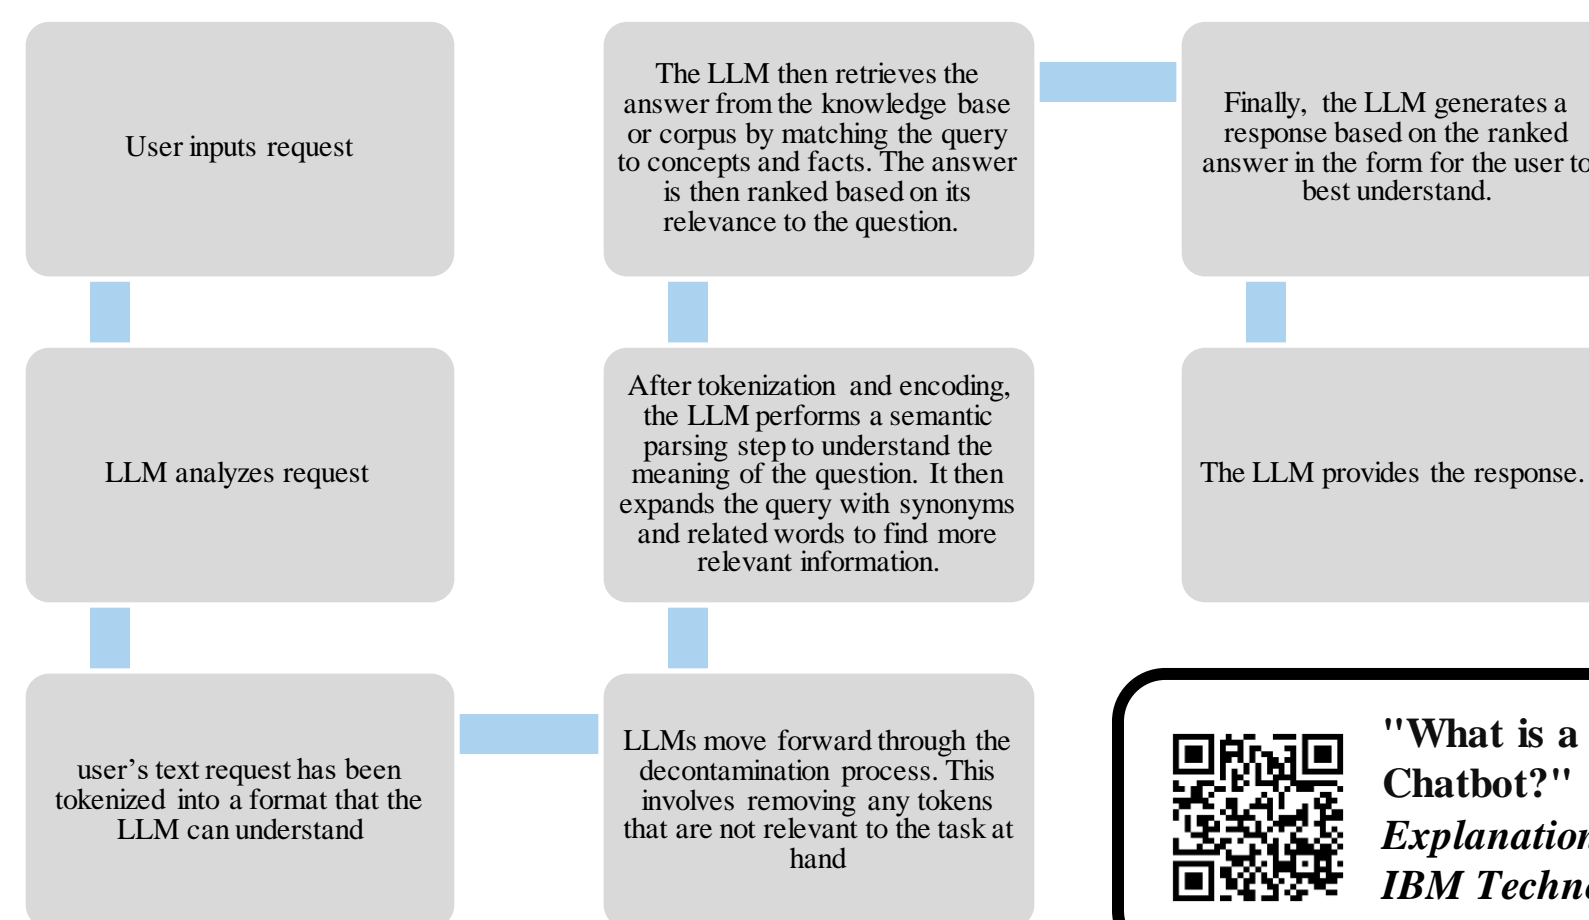 User inputs request
LLM analyzes request
user's text request has been
tokenized into a format that the
LLM can understand
LLMs move forward through the
decontamination process. This
involves removing any tokens
that are not relevant to the task at
hand
After tokenization and encoding,
the LLM performs a semantic
parsing step to understand the
meaning of the question. It then
expands the query with synonyms
and related words to find more
relevant information.
The LLM then retrieves the
answer from the knowledge base
or corpus by matching the query
to concepts and facts. The answer
is then ranked based on its
relevance to the question.
Finally, the LLM generates a
response based on the ranked
answer in the form for the user to
best understand.
The LLM provides the response.
"What is a
Chatbot?"
Explanation
IBM Techno